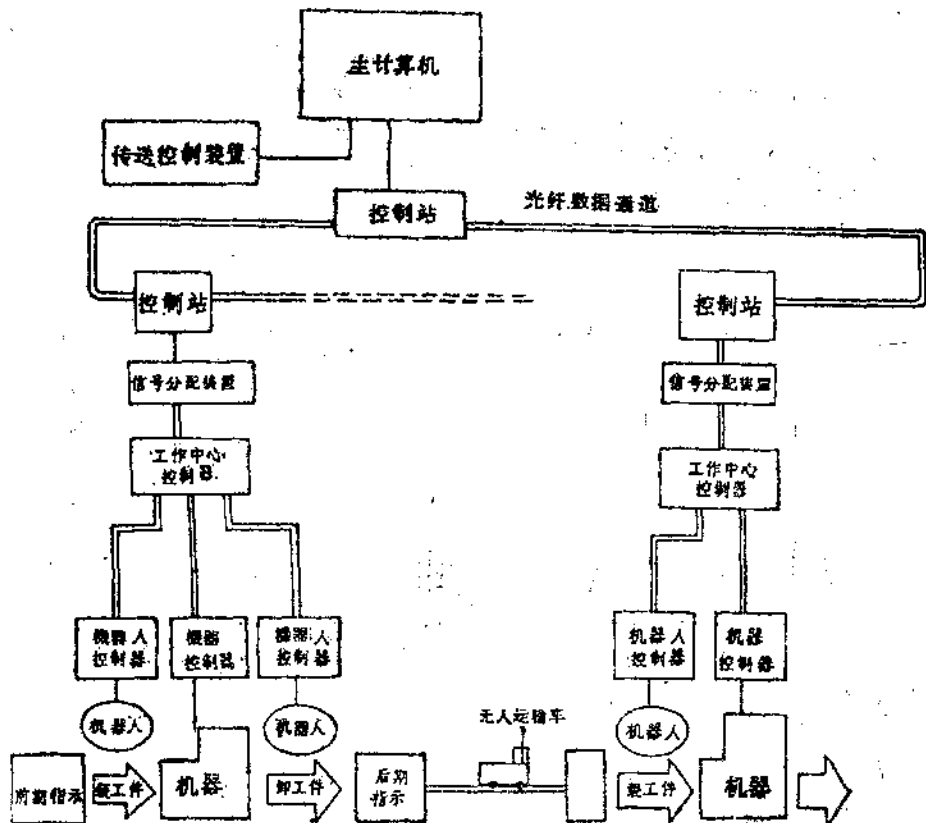 主计算机
传送控制装置
控制站
光纤数据通道
控制站
控制站
信号分配装置
信号分配装置
工作中心
控制器
工作中心
控制器
機器人
控制器
機器
控制器
機器人
控制器
机器人
控制器
机器
控制器
机器人
机器人
无人运输车
机器人
前期指示
装工件
机器
卸工件
后期
指示
装工件
机器